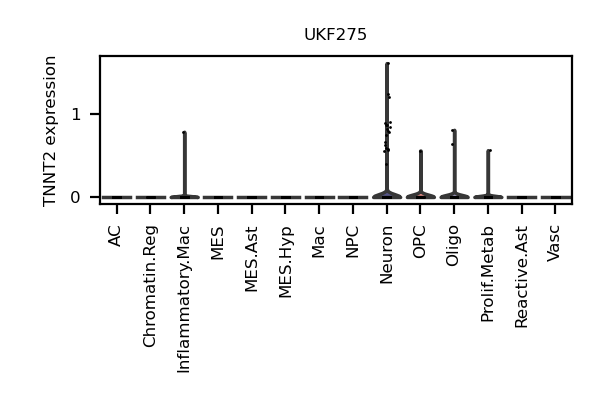 UKF275
TNNT2 expression
1
0
AC
Chromatin.Reg
Inflammatory.Mac
MES
MES.Ast
MES.Hyp
Mac
NPC
Neuron
OPC
Oligo
Prolif.Metab
Reactive.Ast
Vasc